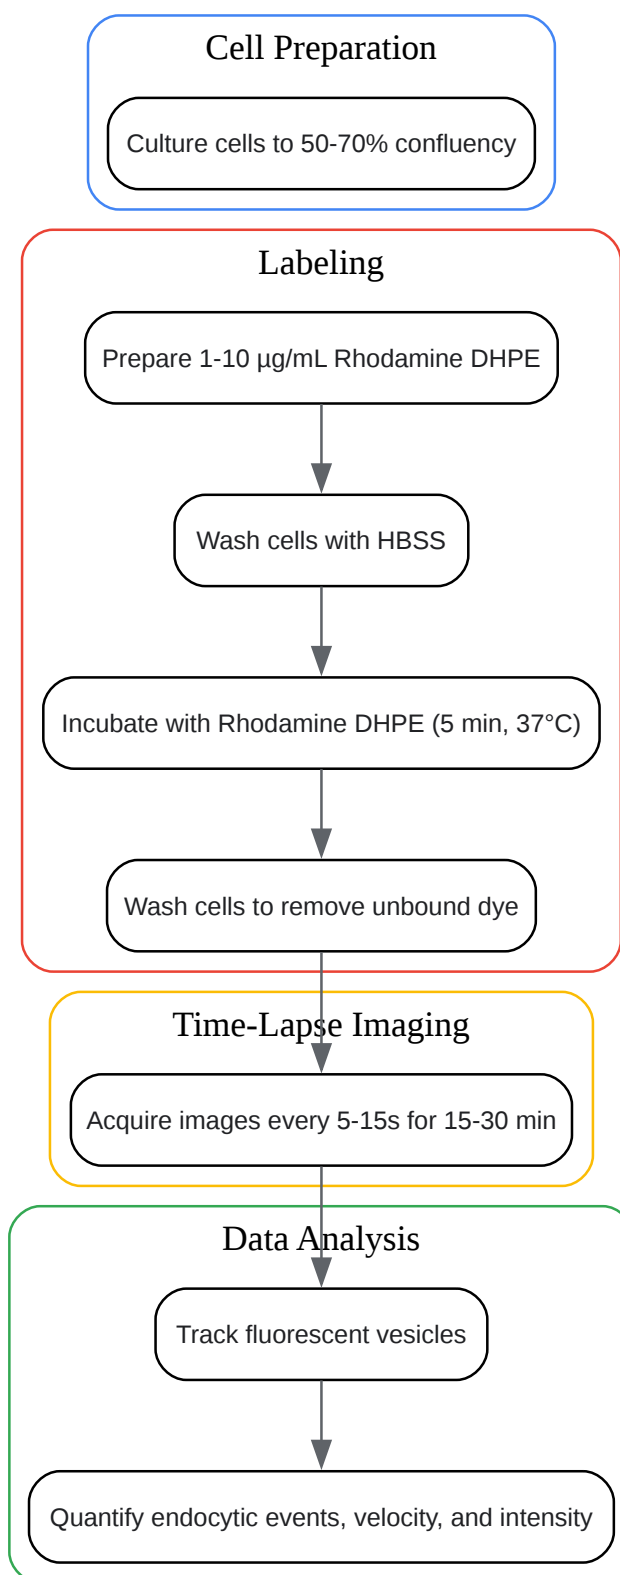 Cell Preparation
Culture cells to 50-70% confluency
Labeling
Prepare 1-10 µg/mL Rhodamine DHPE
Wash cells with HBSS
Incubate with Rhodamine DHPE (5 min, 37°C)
Wash cells to remove unbound dye
Time-Lapse Imaging
Acquire images every 5-15s for 15-30 min
Data Analysis
Track fluorescent vesicles
Quantify endocytic events, velocity, and intensity